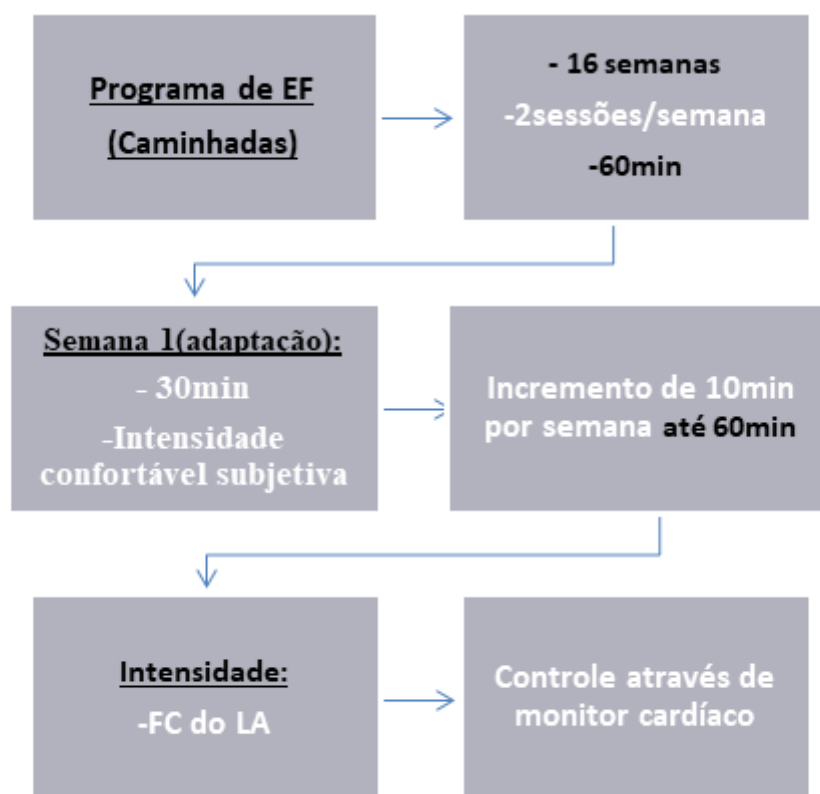 Programa de EF
(Caminhadas)
- 16 semanas
-2sessões/semana
-60min
Semana 1(adaptação):
- 30min
-Intensidade
confortável subjetiva
Incremento de 10min
por semana até 60min
Intensidade:
-FC do LA
Controle através de
monitor cardíaco